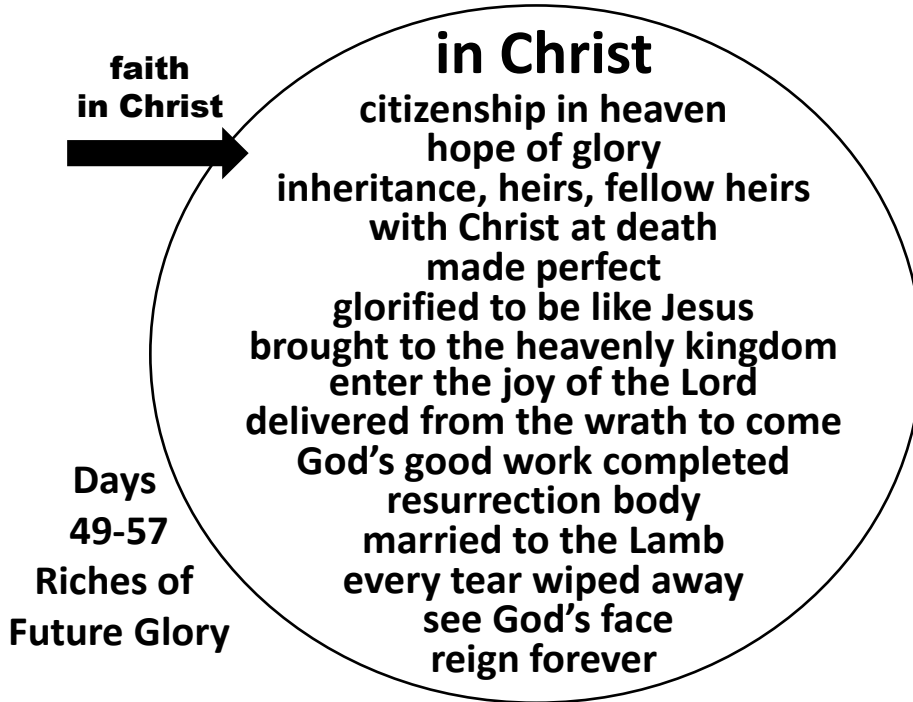 faith
in Christ
in Christ
citizenship in heaven
hope of glory
inheritance, heirs, fellow heirs
with Christ at death
made perfect
glorified to be like Jesus
brought to the heavenly kingdom
enter the joy of the Lord
delivered from the wrath to come
God’s good work completed
resurrection body
married to the Lamb
every tear wiped away
see God’s face
reign forever
Days
49-57
Riches of
Future Glory